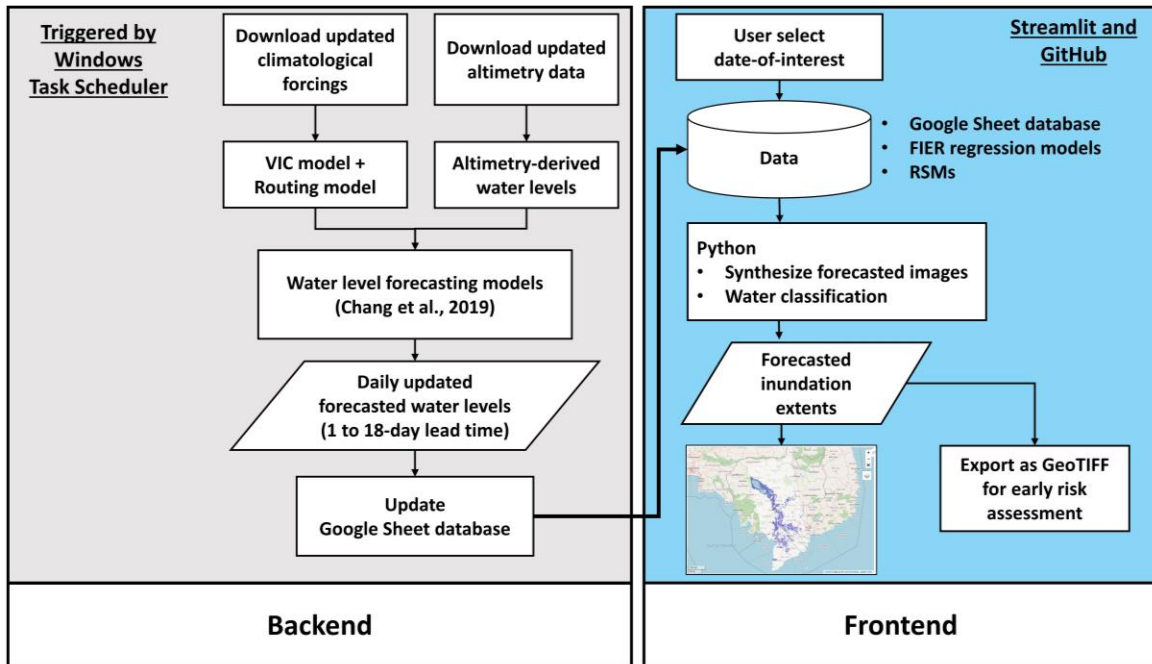 Triggered by
Windows
Task Scheduler
Download updated
climatological
forcings
Download updated
altimetry data
VIC model +
Routing model
Altimetry-derived
water levels
Water level forecasting models
(Chang et al., 2019)
Daily updated
forecasted water levels
(1 to 18-day lead time)
Update
Google Sheet database
Backend
User select
date-of-interest
Streamlit and
GitHub
Data
• Google Sheet database
• FIER regression models
• RSMs
Python
• Synthesize forecasted images
• Water classification
Forecasted
inundation
extents
Export as GeoTIFF
for early risk
assessment
Frontend